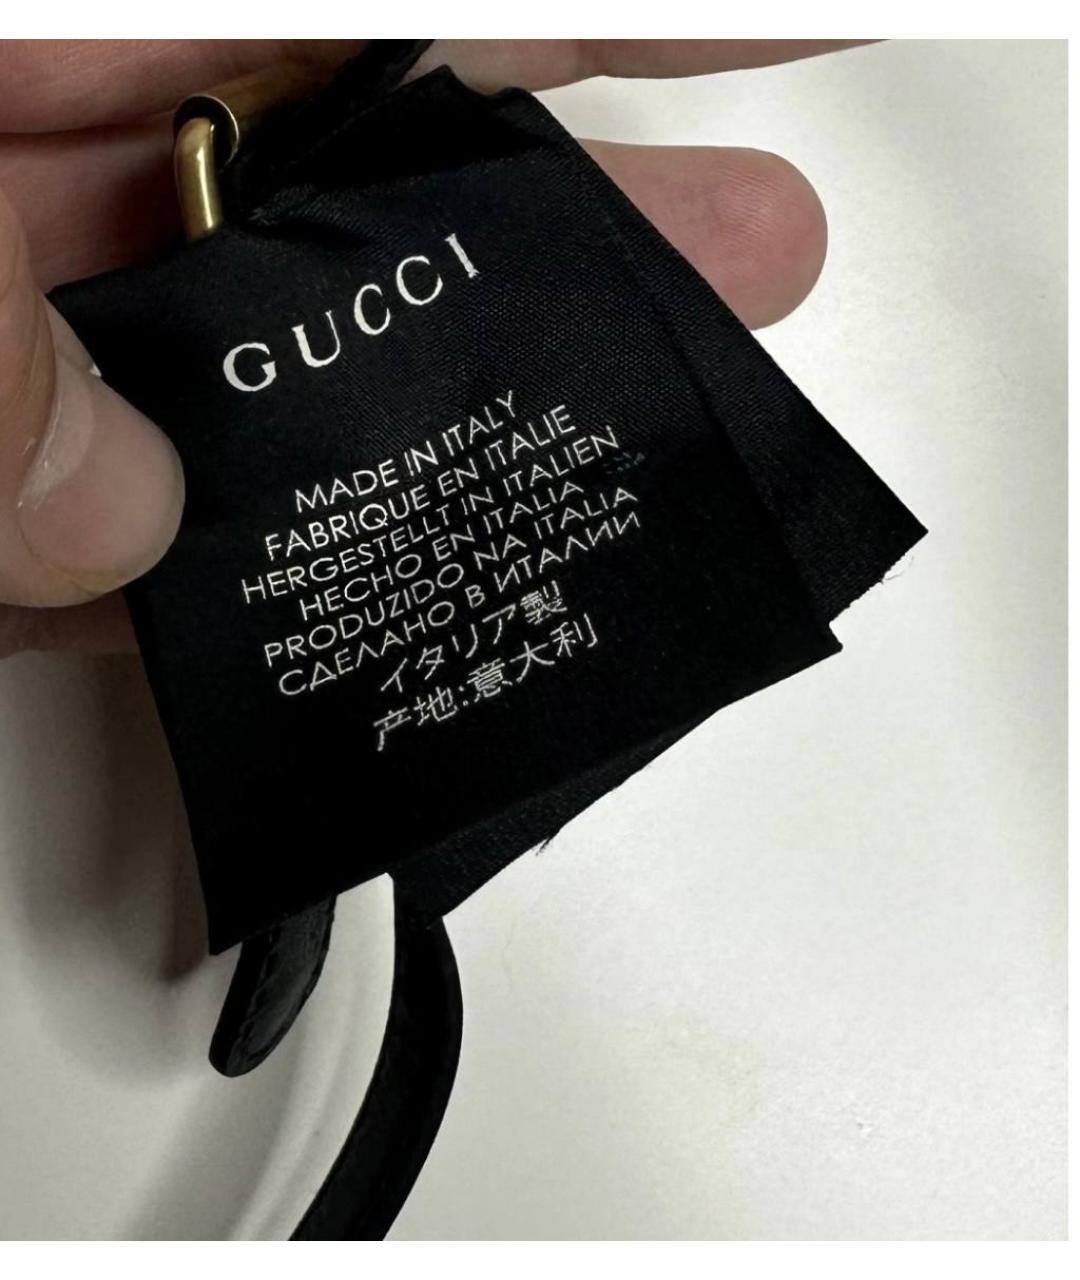 GUCCI
MADE IN ITALY
FABRIQUE EN ITALIE
HERGESTELLT IN ITALIEN
HECHO EN ITALIA
PRODUZIDO NA ITALIA
СДЕЛАНО В ИТАЛИИ
イタリア製
产地:意大利